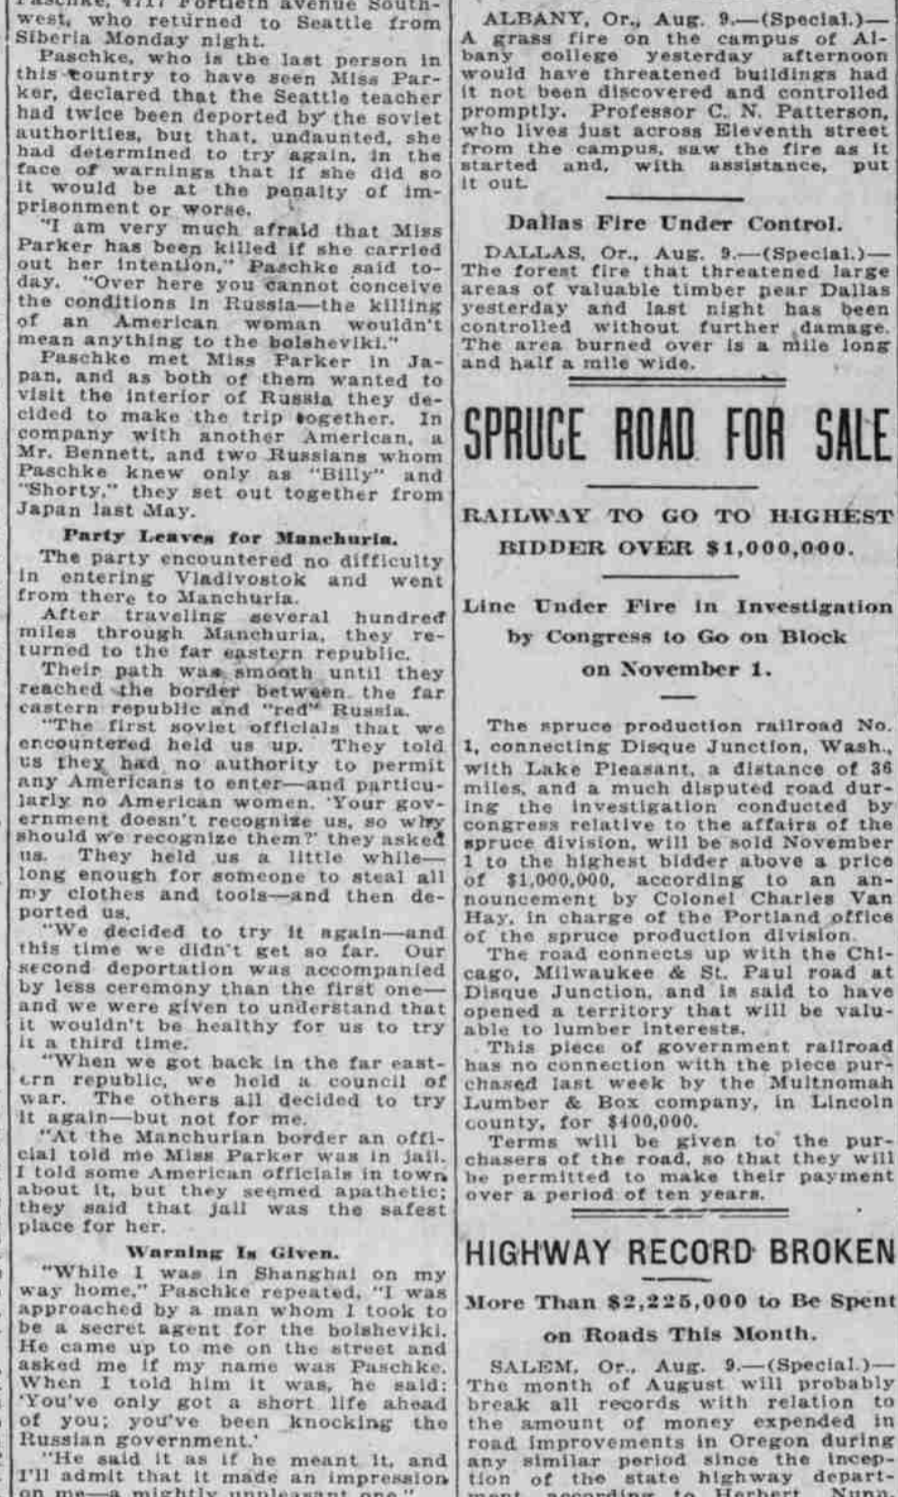 Paschke, 4717 Fortieth avenue South-
west, who returned to Seattle from
Siberia Monday night.
Paschke, who is the last person in
this country to have seen Miss Par-
ker, declared that the Seattle teacher
had twice been deported by the soviet
authorities, but that, undaunted, she
had determined to try again, in the
face of warnings that if she did so
it would be at the penalty of im-
prisonment or worse.
"I am very much afraid that Miss
Parker has been killed if she carried
out her intention," Paschke said to-
day. "Over here you cannot conceive
the conditions in Russia—the killing
of an American woman wouldn't
mean anything to the bolsheviki."
Paschke met Miss Parker in Ja-
pan, and as both of them wanted to
visit the interior of Russia they de-
cided to make the trip together. In
company with another American, a
Mr. Bennett, and two Russians whom
Paschke knew only as "Billy" and
"Shorty," they set out together from
Japan last May.
Party Leaves for Manchuria.
The party encountered no difficulty
in entering Vladivostok and went
from there to Manchuria.
After traveling several hundred
miles through Manchuria, they re-
turned to the far eastern republic.
Their path was smooth until they
reached the border between the far
eastern republic and "red" Russia.
"The first soviet officials that we
encountered held us up. They told
us they had no authority to permit
any Americans to enter—and particu-
larly no American women. 'Your gov-
ernment doesn't recognize us, so why
should we recognize them?' they asked
us. They held us a little while—
long enough for someone to steal all
my clothes and tools—and then de-
ported us.
"We decided to try it again—and
this time we didn't get so far. Our
second deportation was accompanied
by less ceremony than the first one—
and we were given to understand that
it wouldn't be healthy for us to try
it a third time.
"When we got back in the far east-
ern republic, we held a council of
war. The others all decided to try
it again—but not for me.
"At the Manchurian border an offi-
cial told me Miss Parker was in jail.
I told some American officials in town
about it, but they seemed apathetic;
they said that jail was the safest
place for her.
Warning Is Given.
"While I was in Shanghai on my
way home," Paschke repeated, "I was
approached by a man whom I took to
be a secret agent for the bolsheviki.
He came up to me on the street and
asked me if my name was Paschke.
When I told him it was, he said:
'You've only got a short life ahead
of you; you've been knocking the
Russian government.'
"He said it as if he meant it, and
I'll admit that it made an impression
on me—a mightly unpleasant one."
ALBANY, Or., Aug. 9.—(Special.)—
A grass fire on the campus of Al-
bany college yesterday afternoon
would have threatened buildings had
it not been discovered and controlled
promptly. Professor C. N. Patterson,
who lives just across Eleventh street
from the campus, saw the fire as it
started and, with assistance, put
it out.
Dallas Fire Under Control.
DALLAS, Or., Aug. 9.—(Special.)—
The forest fire that threatened large
areas of valuable timber near Dallas
yesterday and last night has been
controlled without further damage.
The area burned over is a mile long
and half a mile wide.
SPRUCE ROAD FOR SALE
RAILWAY TO GO TO HIGHEST
BIDDER OVER $1,000,000.
Line Under Fire in Investigation
by Congress to Go on Block
on November 1.
The spruce production railroad No.
1, connecting Disque Junction, Wash.,
with Lake Pleasant, a distance of 36
miles, and a much disputed road dur-
ing the investigation conducted by
congress relative to the affairs of the
spruce division, will be sold November
1 to the highest bidder above a price
of $1,000,000, according to an an-
nouncement by Colonel Charles Van
Hay, in charge of the Portland office
of the spruce production division.
The road connects up with the Chi-
cago, Milwaukee & St. Paul road at
Disque Junction, and is said to have
opened a territory that will be valu-
able to lumber interests.
This piece of government railroad
has no connection with the piece pur-
chased last week by the Multnomah
Lumber & Box company, in Lincoln
county, for $400,000.
Terms will be given to the pur-
chasers of the road, so that they will
be permitted to make their payment
over a period of ten years.
HIGHWAY RECORD BROKEN
More Than $2,225,000 to Be Spent
on Roads This Month.
SALEM, Or., Aug. 9.—(Special.)—
The month of August will probably
break all records with relation to
the amount of money expended in
road improvements in Oregon during
any similar period since the incep-
tion of the state highway depart-
ment, according to Herbert Nunn,